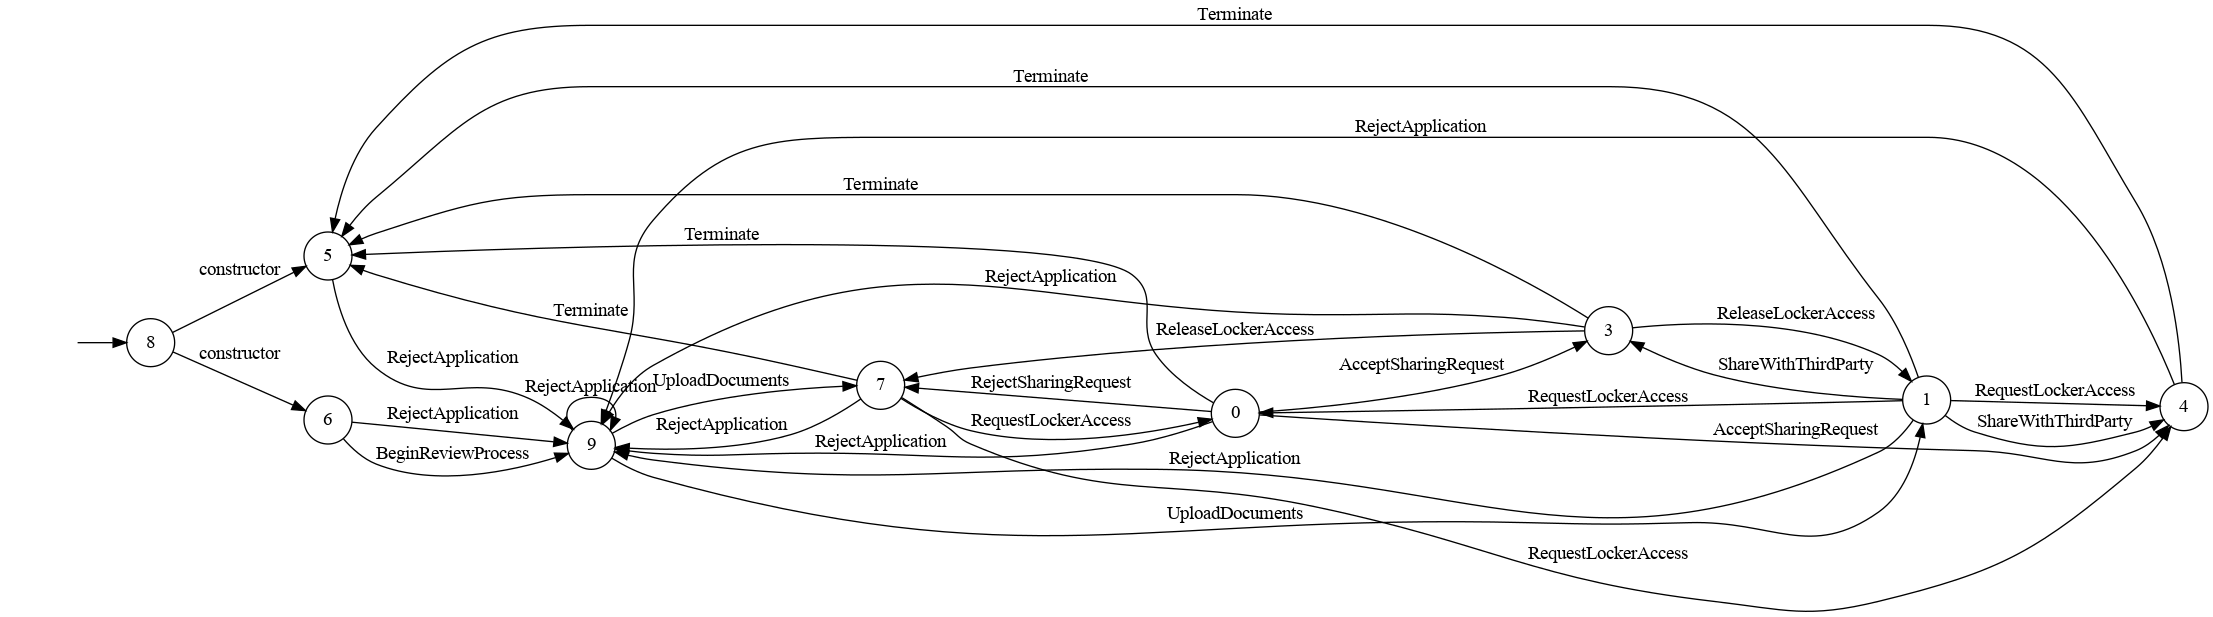 Terminate
Terminate
RejectApplication
Terminate
Terminate
5
constructor
RejectApplication
Terminate
3
ReleaseLockerAccess
ReleaseLockerAccess
8
constructor
RejectApplication
AcceptSharingRequest
ShareWithThirdParty
RejectApplication
UploadDocuments
7
RejectSharingRequest
RequestLockerAccess
1
RequestLockerAccess
4
6
RejectApplication
RejectApplication
RequestLockerAccess
0
ShareWithThirdParty
AcceptSharingRequest
9
RejectApplication
BeginReviewProcess
RejectApplication
UploadDocuments
RequestLockerAccess